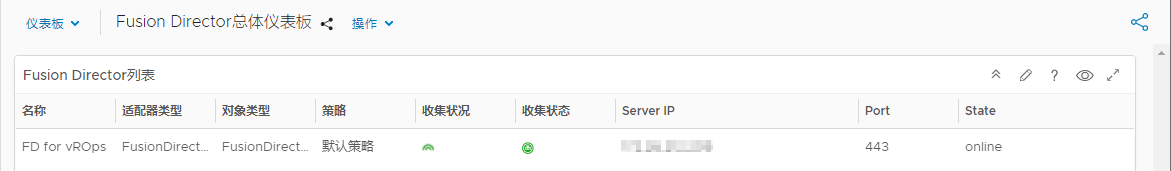 仪表板 Fusion Director总体仪表板 操作
Fusion Director列表
名称 适配器类型 对象类型 策略 收集状况 收集状态 Server IP Port State
FD for vROps FusionDirect... FusionDirect... 默认策略 443 online